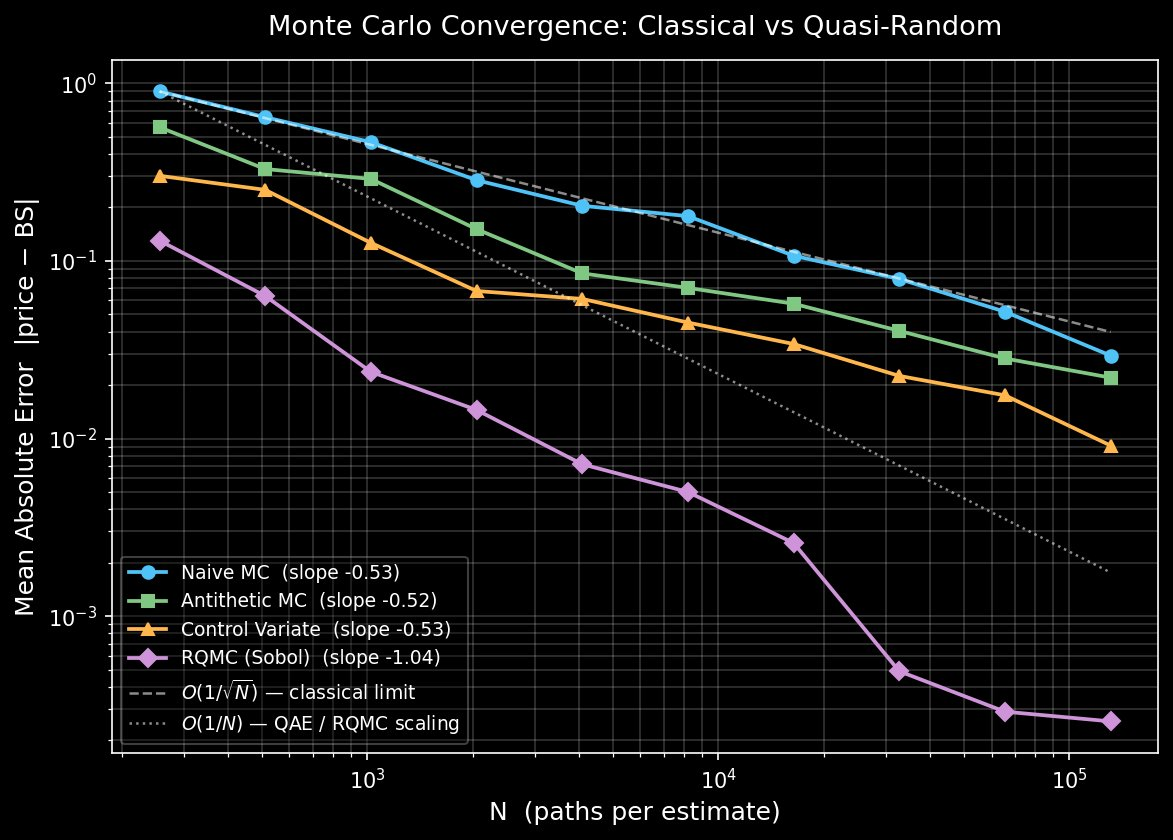 Monte Carlo Convergence: Classical vs Quasi-Random
Mean Absolute Error |price − BS|
10⁰
10⁻¹
10⁻²
10⁻³
Naive MC (slope -0.53)
Antithetic MC (slope -0.52)
Control Variate (slope -0.53)
RQMC (Sobol) (slope -1.04)
O(1/√N) — classical limit
O(1/N) — QAE / RQMC scaling
10³ 10⁴ 10⁵
N (paths per estimate)